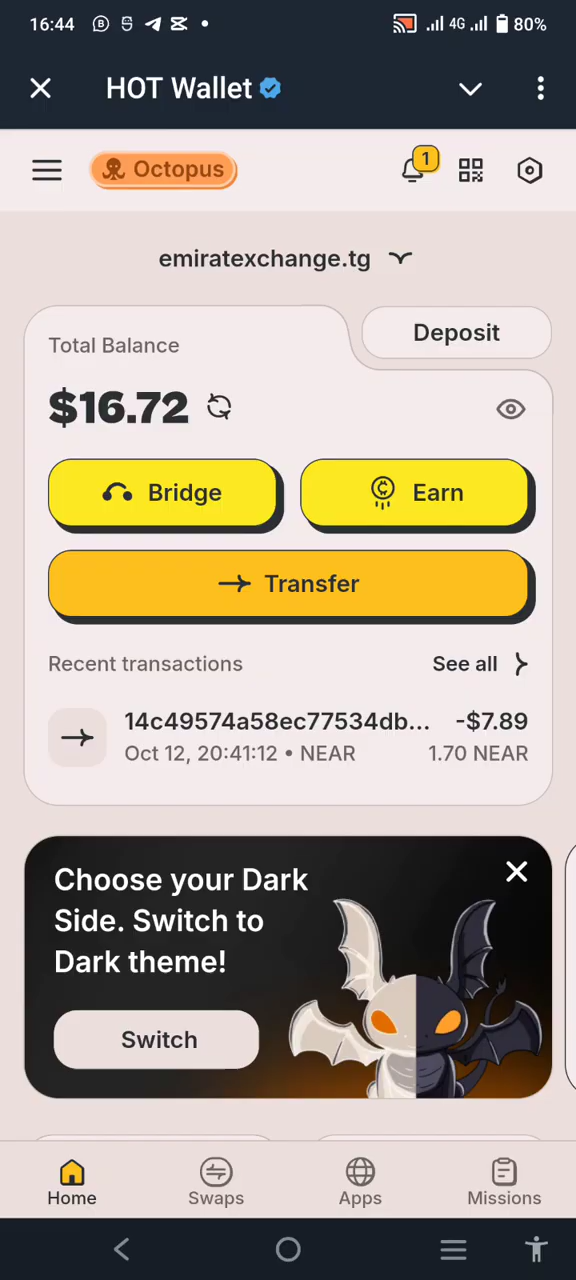 16:44 4G 80%
HOT Wallet
Octopus 1
emiratexchange.tg
Total Balance Deposit
$16.72
Bridge Earn
Transfer
Recent transactions See all
14c49574a58ec77534db... -$7.89
Oct 12, 20:41:12 • NEAR 1.70 NEAR
Choose your Dark
Side. Switch to
Dark theme!
Switch
Home Swaps Apps Missions